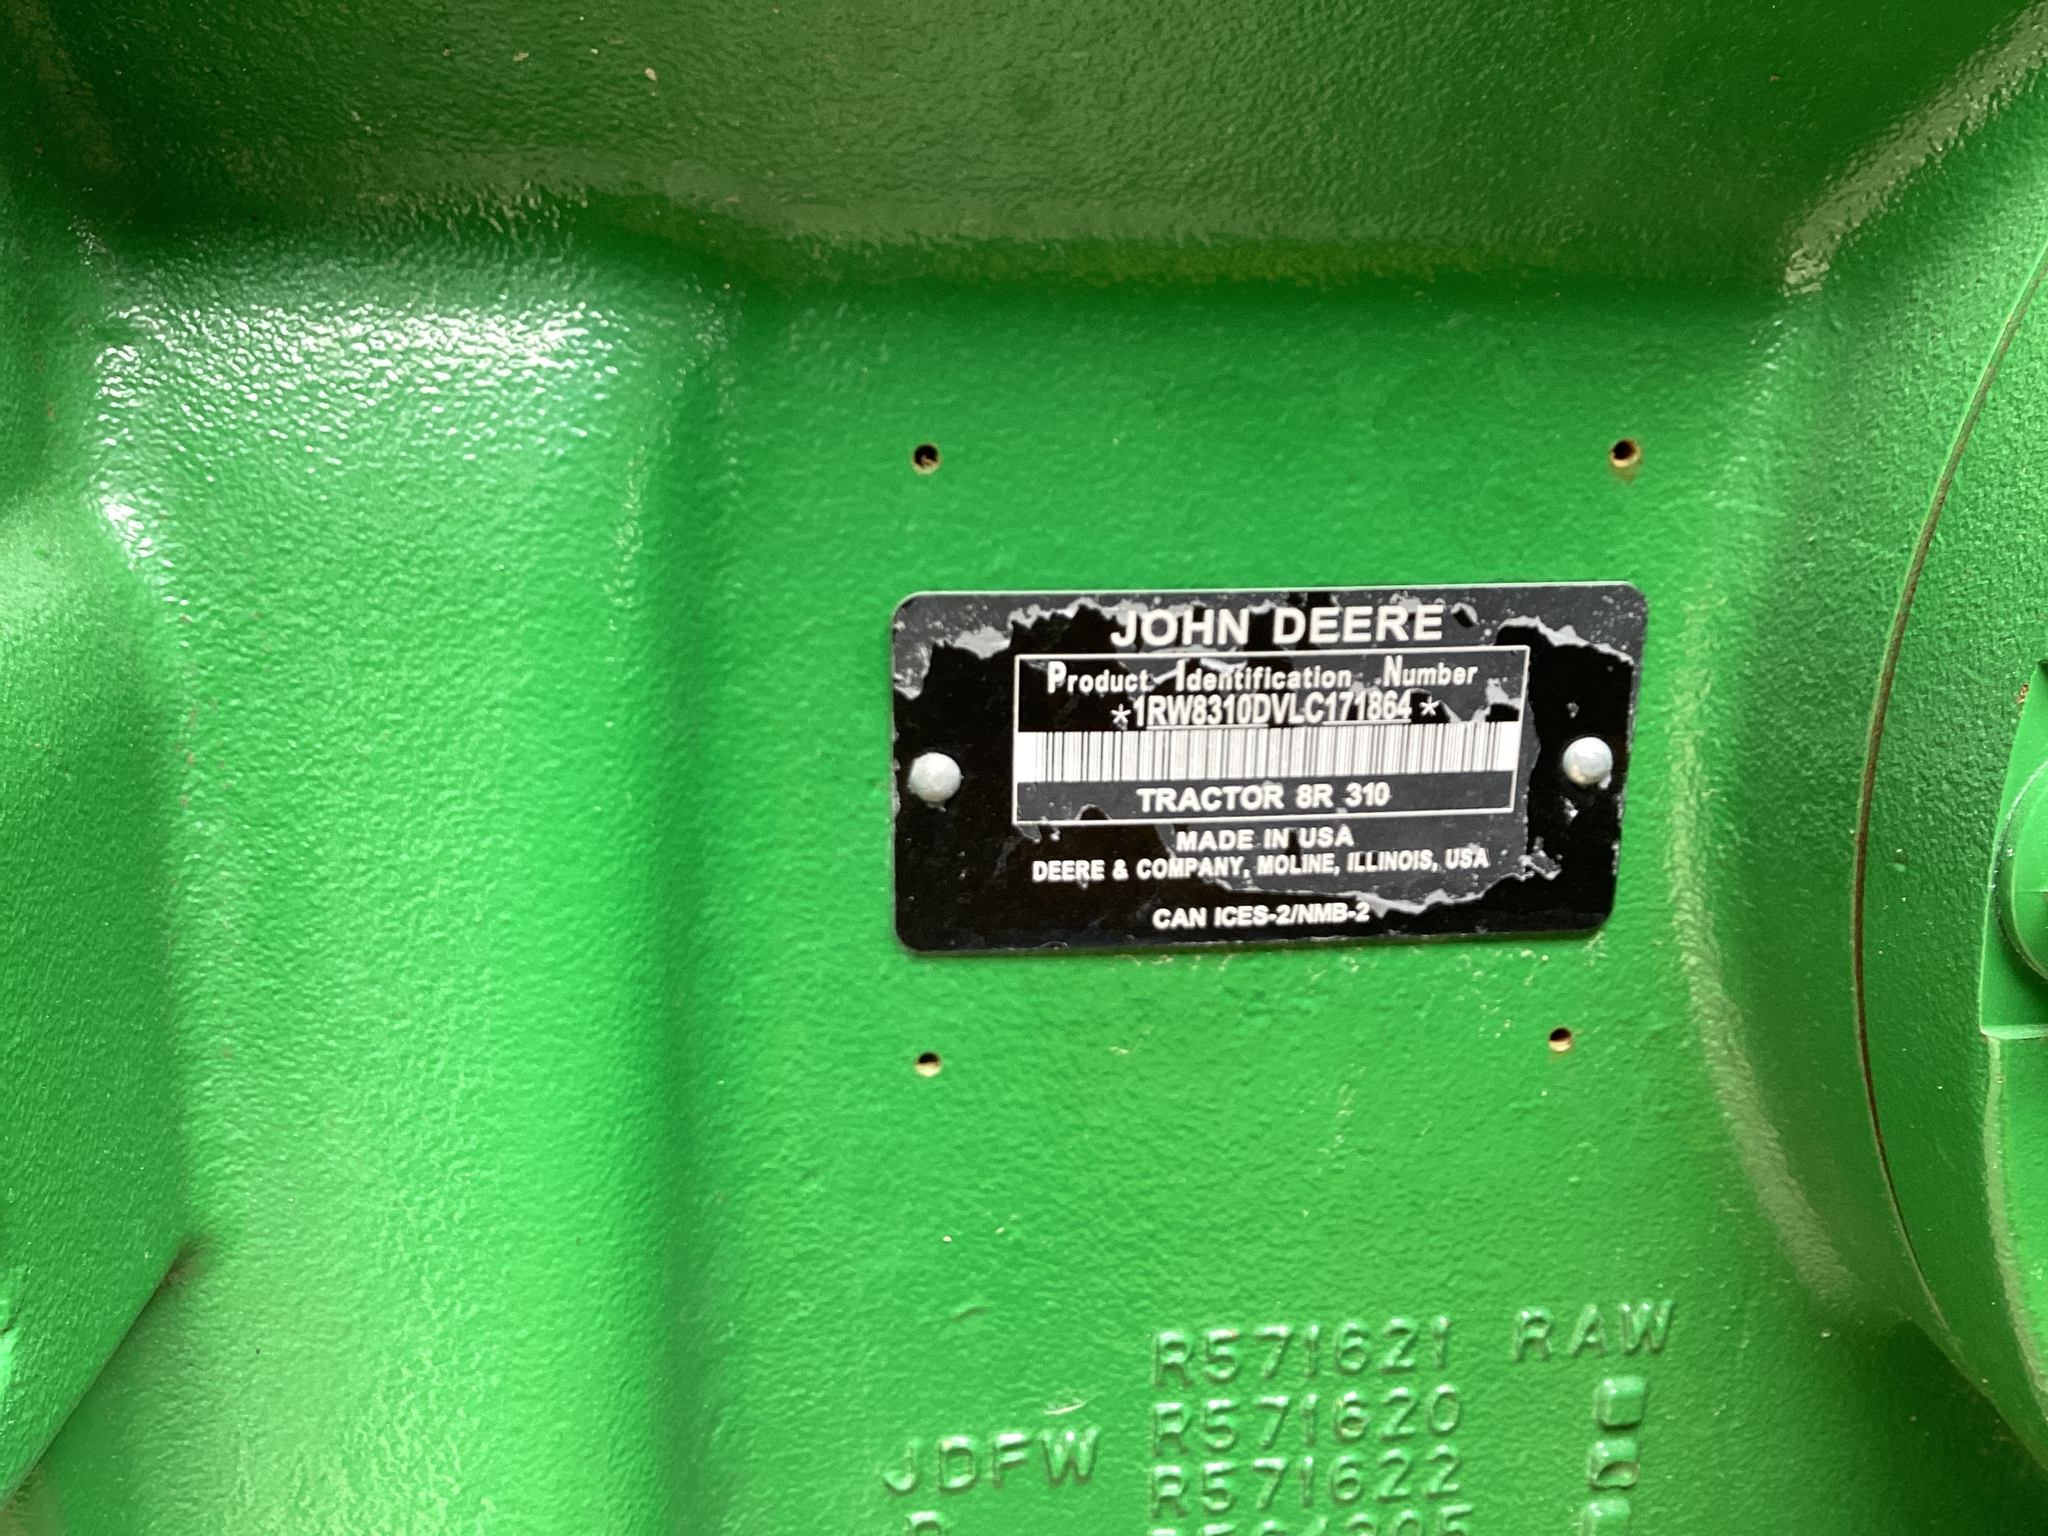 JOHN DEERE
Product Identification Number
*1RW8310DVLC171864*
TRACTOR 8R 310
MADE IN USA
DEERE & COMPANY, MOLINE, ILLINOIS, USA
CAN ICES-2/NMB-2
R571621 RAW
R571620
JDFW R571622